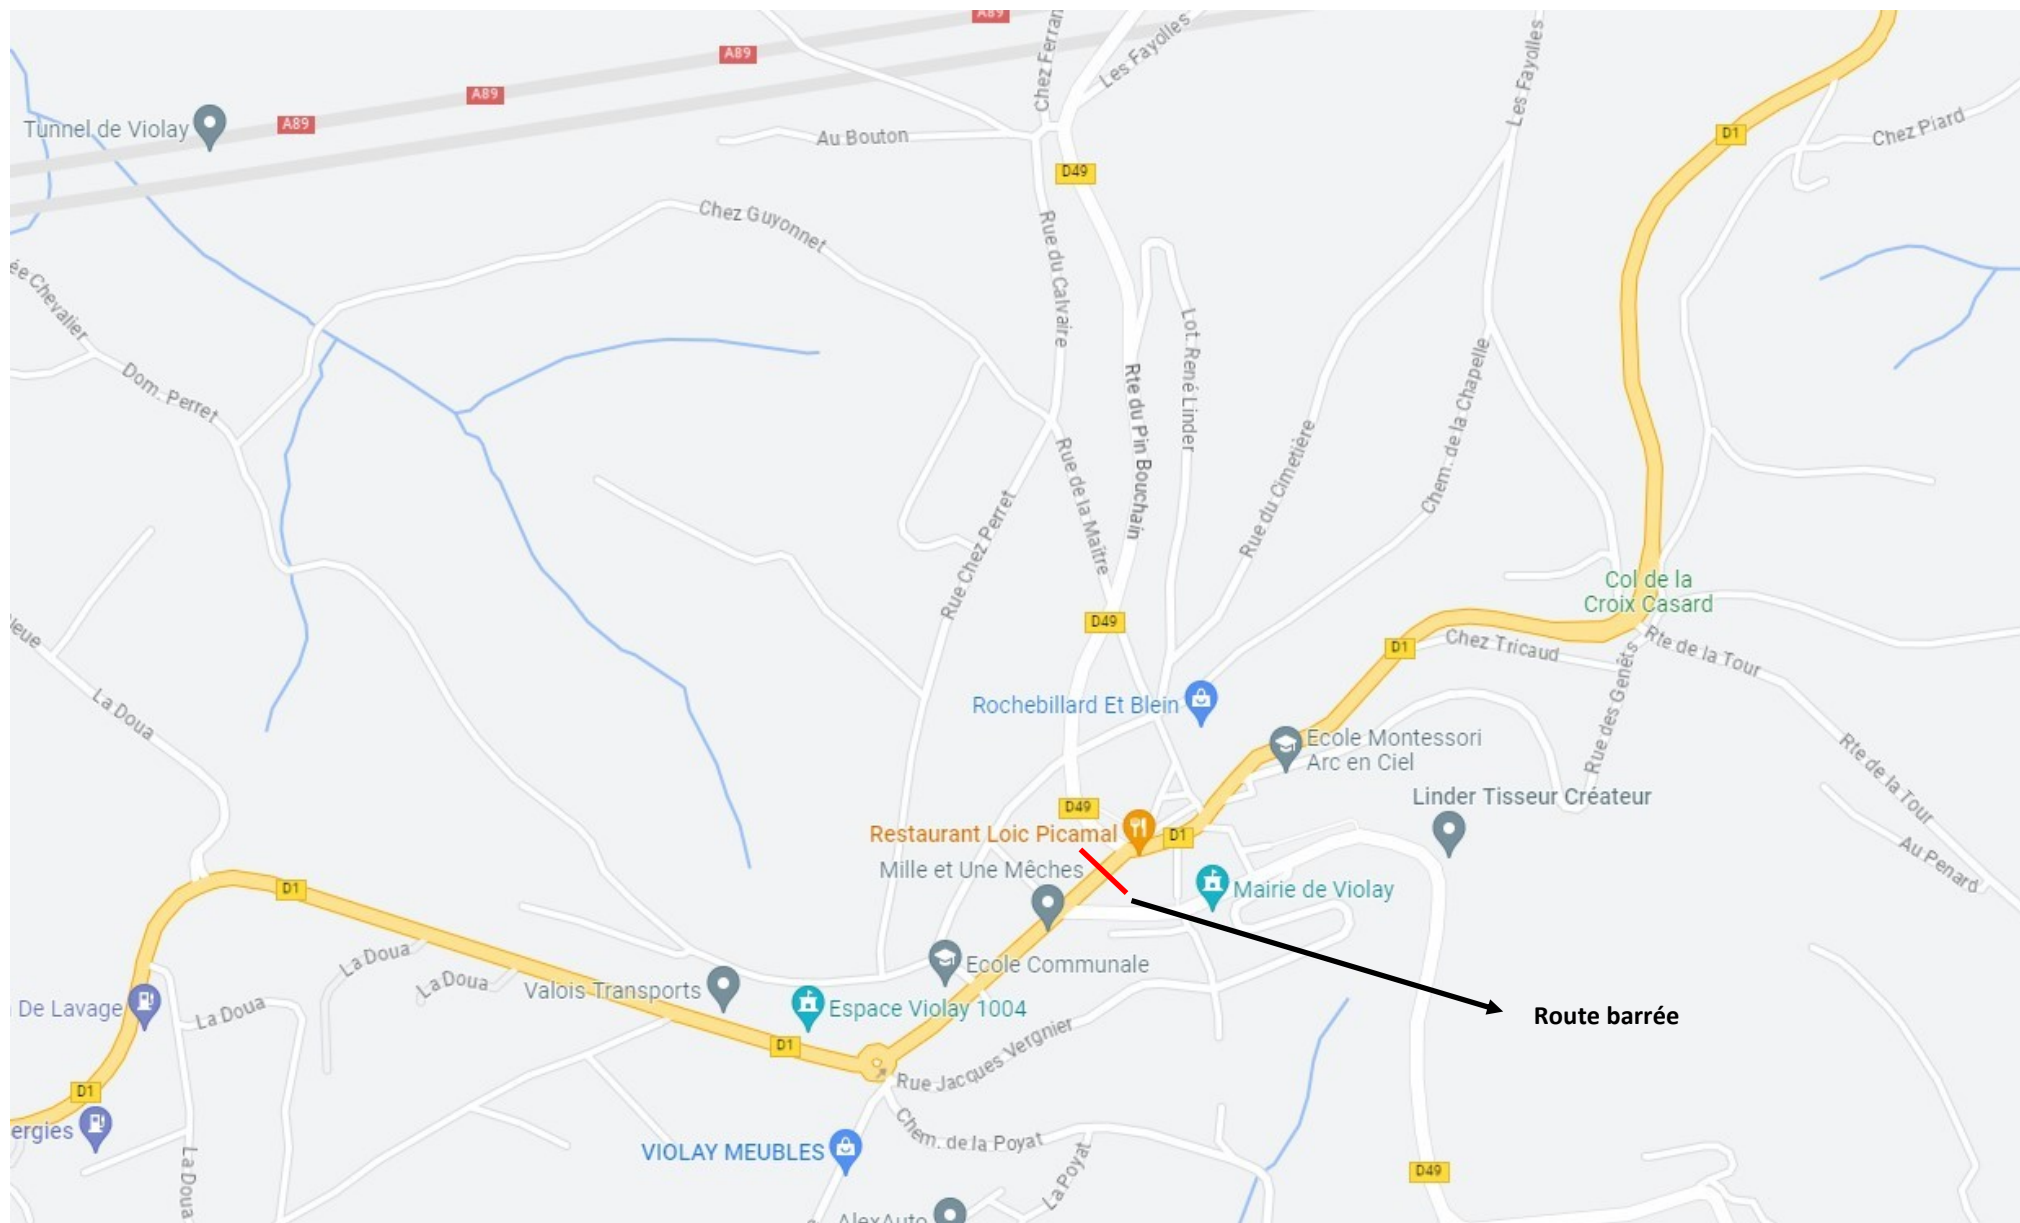 A89
A89
A89
A89
Tunnel de Violay
Chez Ferran
Les Fayolles
Les Fayolles
D1
Chez Piard
Au Bouton
D49
Chez Guyonnet
Rue du Calvaire
ée Chevalier
Dom. Perret
Lot. René Linder
Rte du Pin Bouchain
Chem. de la Chapelle
Rue du Cimetière
Rue de la Maître
Rue Chez Perret
Col de la
Croix Casard
D49
D1
Chez Tricaud
Rte de la Tour
Rue des Genêts
La Doua
Rochebillard Et Blein
Ecole Montessori
Arc en Ciel
Rte de la Tour
Linder Tisseur Créateur
D49
Restaurant Loic Picamal
D1
Mille et Une Mêches
Mairie de Violay
Au Penard
D1
La Doua
La Doua
Ecole Communale
Valois Transports
Espace Violay 1004
De Lavage
La Doua
Route barrée
D1
Rue Jacques Vergnier
D1
ergies
Chem. de la Poyat
VIOLAY MEUBLES
La Doua
La Poyat
D49
AlexAuto